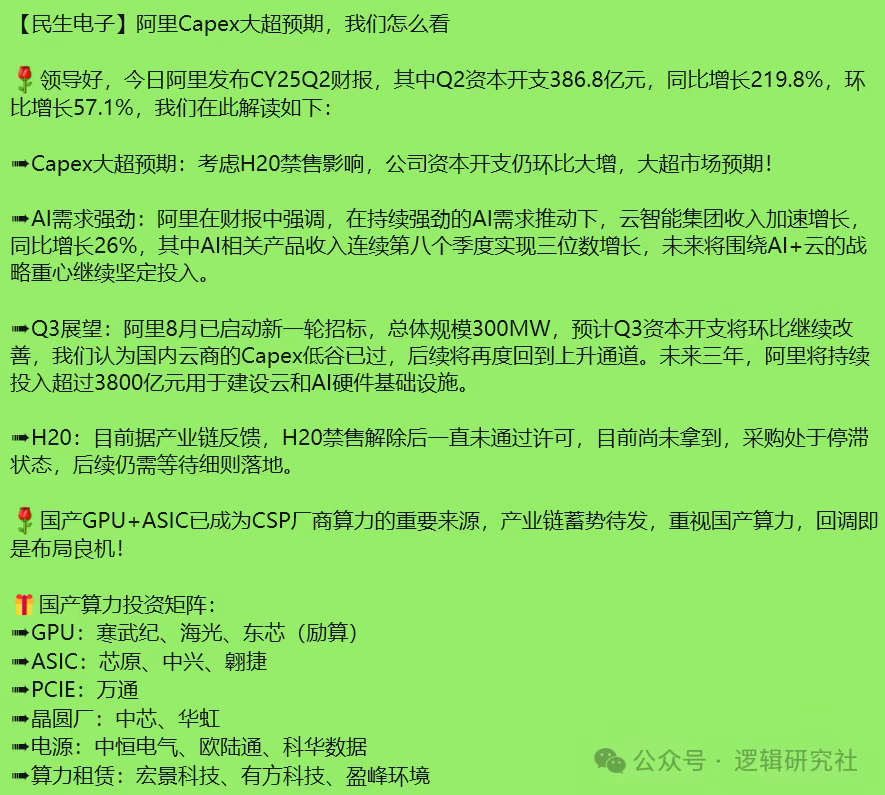 【民生电子】阿里Capex大超预期，我们怎么看
🌹领导好，今日阿里发布CY25Q2财报，其中Q2资本开支386.8亿元，同比增长219.8%，环
比增长57.1%，我们在此解读如下：
➠Capex大超预期：考虑H20禁售影响，公司资本开支仍环比大增，大超市场预期！
➠AI需求强劲：阿里在财报中强调，在持续强劲的AI需求推动下，云智能集团收入加速增长，
同比增长26%，其中AI相关产品收入连续第八个季度实现三位数增长，未来将围绕AI+云的战
略重心继续坚定投入。
➠Q3展望：阿里8月已启动新一轮招标，总体规模300MW，预计Q3资本开支将环比继续改
善，我们认为国内云商的Capex低谷已过，后续将再度回到上升通道。未来三年，阿里将持续
投入超过3800亿元用于建设云和AI硬件基础设施。
➠H20：目前据产业链反馈，H20禁售解除后一直未通过许可，目前尚未拿到，采购处于停滞
状态，后续仍需等待细则落地。
🌹国产GPU+ASIC已成为CSP厂商算力的重要来源，产业链蓄势待发，重视国产算力，回调即
是布局良机！
🎁国产算力投资矩阵：
➠GPU：寒武纪、海光、东芯（励算）
➠ASIC：芯原、中兴、翱捷
➠PCIE：万通
➠晶圆厂：中芯、华虹
➠电源：中恒电气、欧陆通、科华数据
➠算力租赁：宏景科技、有方科技、盈峰环境
公众号 · 逻辑研究社